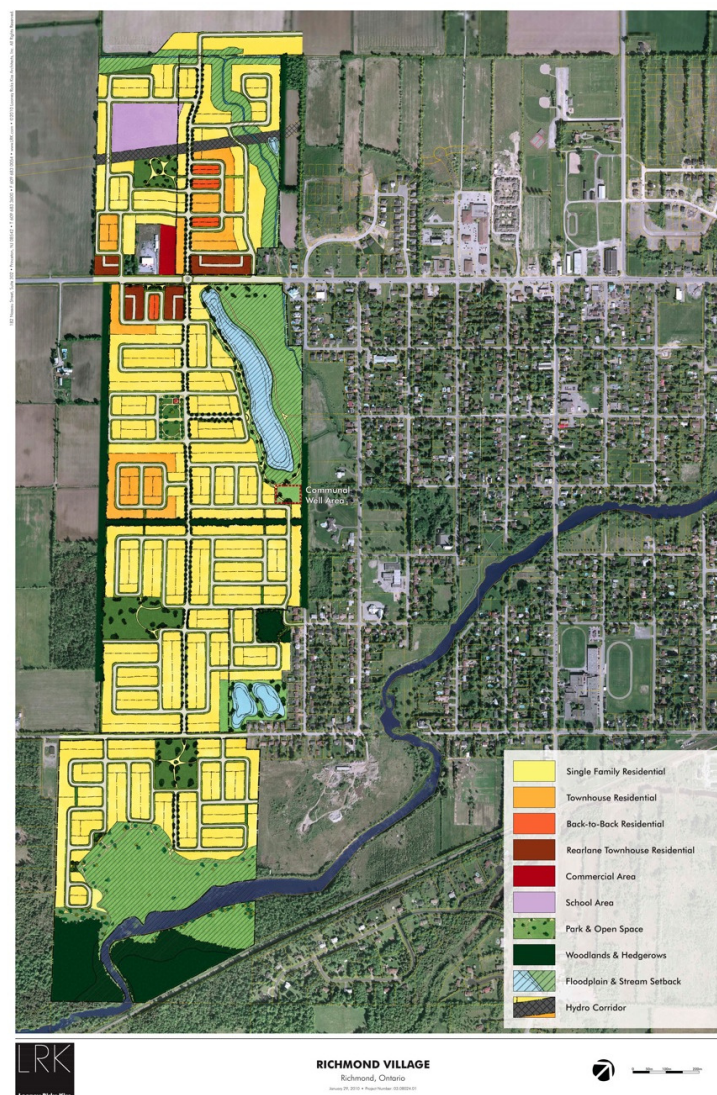 Communal
Well Area
Single Family Residential
Townhouse Residential
Back-to-Back Residential
Rearlane Townhouse Residential
Commercial Area
School Area
Park & Open Space
Woodlands & Hedgerows
Floodplain & Stream Setback
Hydro Corridor
LRK
RICHMOND VILLAGE
Richmond, Ontario